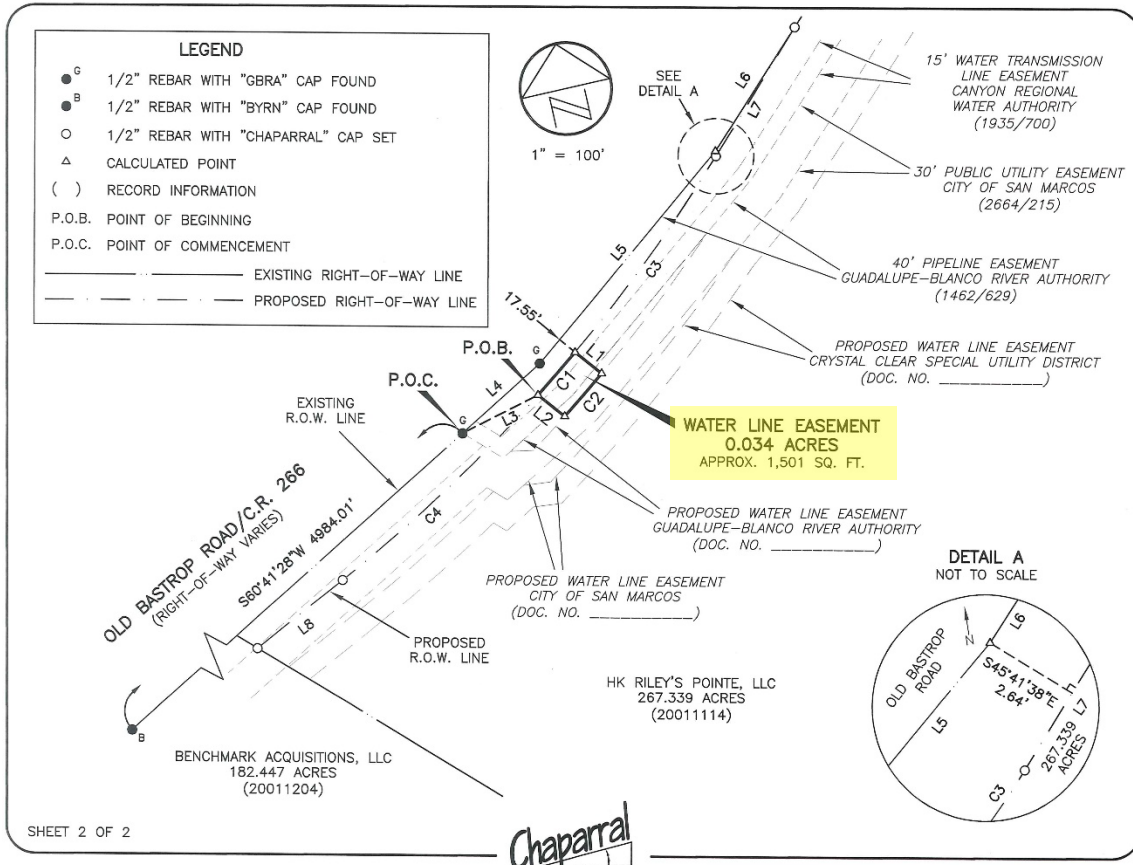 LEGEND
G 1/2" REBAR WITH "GBRA" CAP FOUND
B 1/2" REBAR WITH "BYRN" CAP FOUND
1/2" REBAR WITH "CHAPARRAL" CAP SET
CALCULATED POINT
( ) RECORD INFORMATION
P.O.B. POINT OF BEGINNING
P.O.C. POINT OF COMMENCEMENT
EXISTING RIGHT-OF-WAY LINE
PROPOSED RIGHT-OF-WAY LINE
N
1" = 100'
SEE
DETAIL A
L6
L7
15' WATER TRANSMISSION
LINE EASEMENT
CANYON REGIONAL
WATER AUTHORITY
(1935/700)
30' PUBLIC UTILITY EASEMENT
CITY OF SAN MARCOS
(2664/215)
40' PIPELINE EASEMENT
GUADALUPE-BLANCO RIVER AUTHORITY
(1462/629)
PROPOSED WATER LINE EASEMENT
CRYSTAL CLEAR SPECIAL UTILITY DISTRICT
(DOC. NO. ___________)
L5
C3
17.55'
P.O.B.
G
L1
C1
C2
L2
L3
L4
P.O.C.
G
EXISTING
R.O.W. LINE
WATER LINE EASEMENT
0.034 ACRES
APPROX. 1,501 SQ. FT.
PROPOSED WATER LINE EASEMENT
GUADALUPE-BLANCO RIVER AUTHORITY
(DOC. NO. ___________)
PROPOSED WATER LINE EASEMENT
CITY OF SAN MARCOS
(DOC. NO. ___________)
OLD BASTROP ROAD/C.R. 266
(RIGHT-OF-WAY VARIES)
S60°41'28"W 4984.01'
C4
L8
PROPOSED
R.O.W. LINE
B
BENCHMARK ACQUISITIONS, LLC
182.447 ACRES
(20011204)
HK RILEY'S POINTE, LLC
267.339 ACRES
(20011114)
DETAIL A
NOT TO SCALE
N
OLD BASTROP
ROAD
L6
S45°41'38"E
2.64'
L5
L7
C3
267.339
ACRES
SHEET 2 OF 2
Chaparral